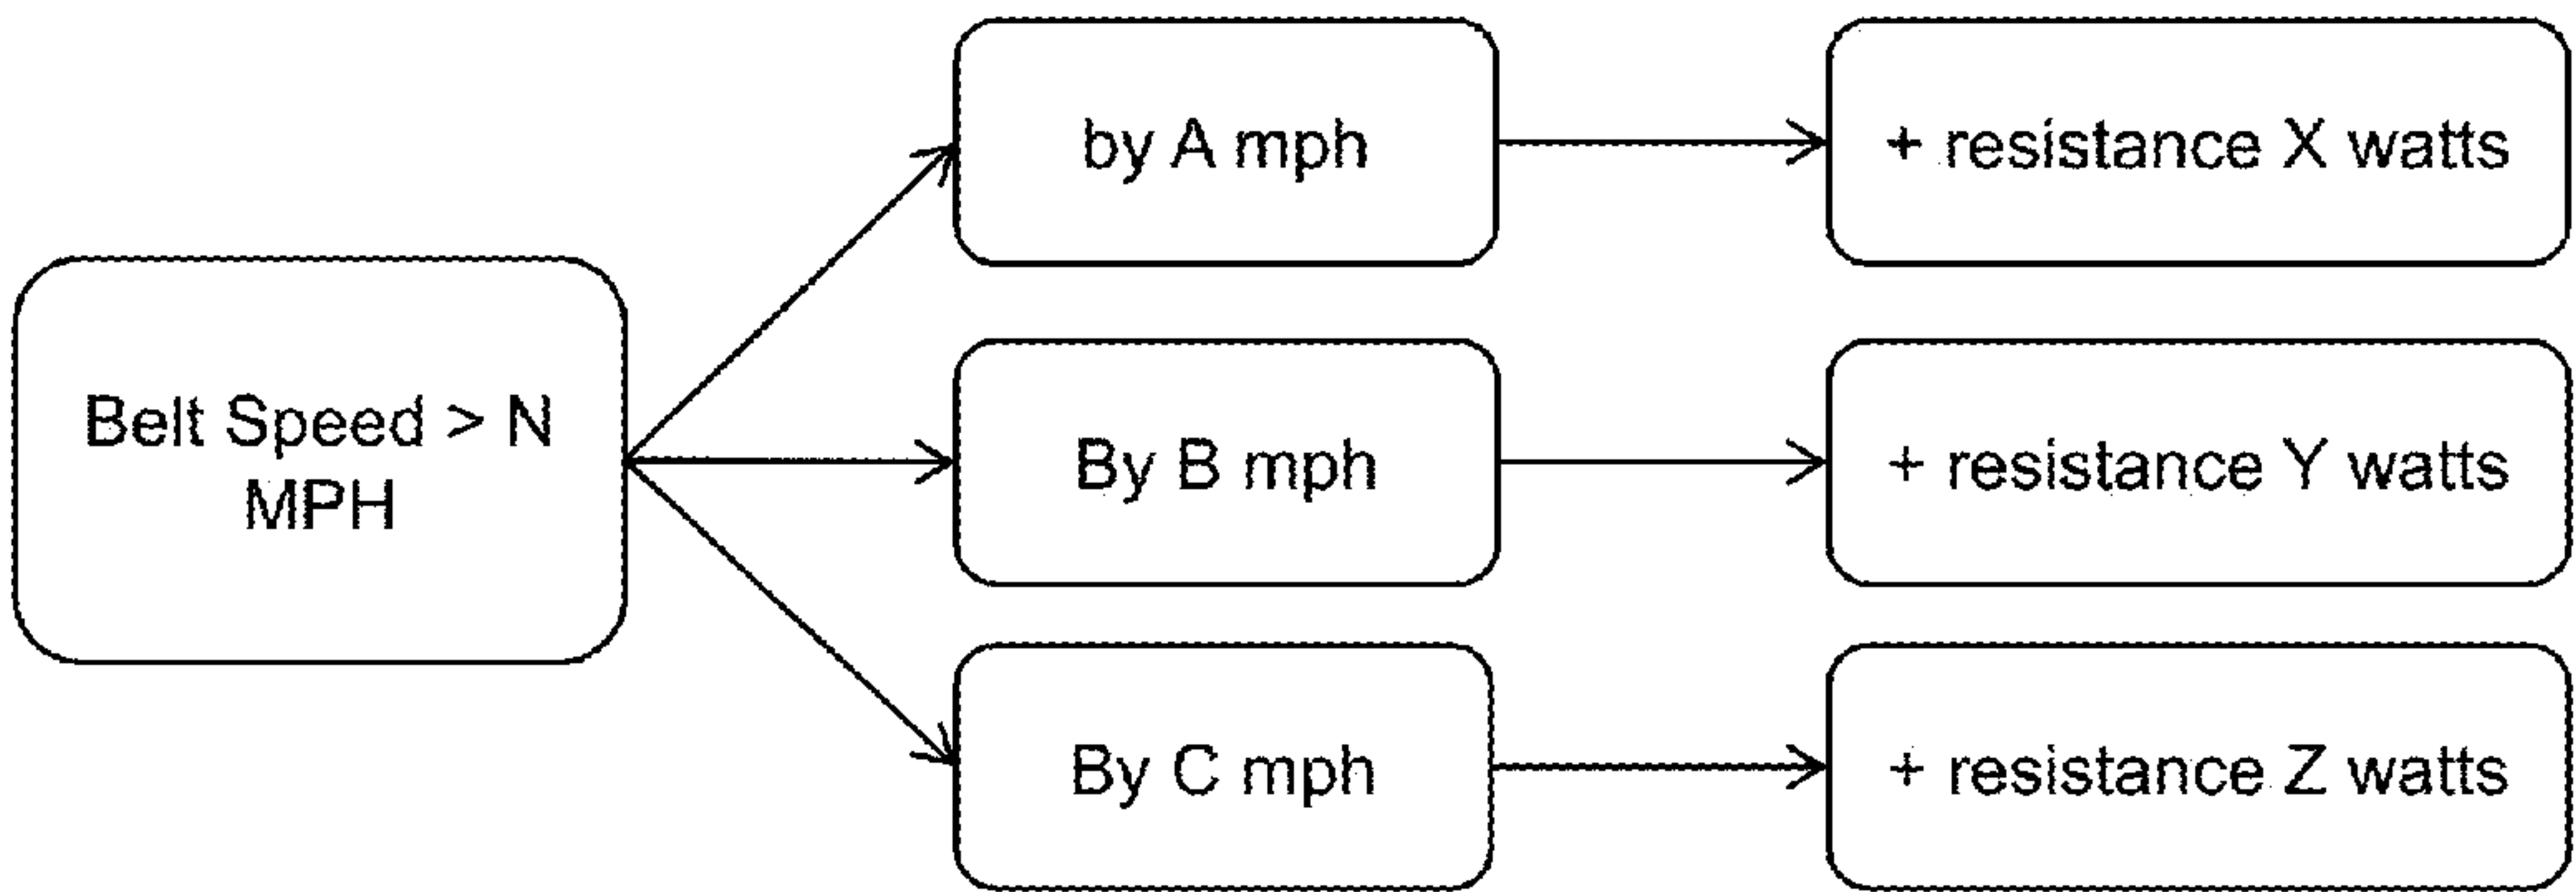 by A mph
+ resistance X watts
Belt Speed > N
MPH
By B mph
+ resistance Y watts
By C mph
+ resistance Z watts